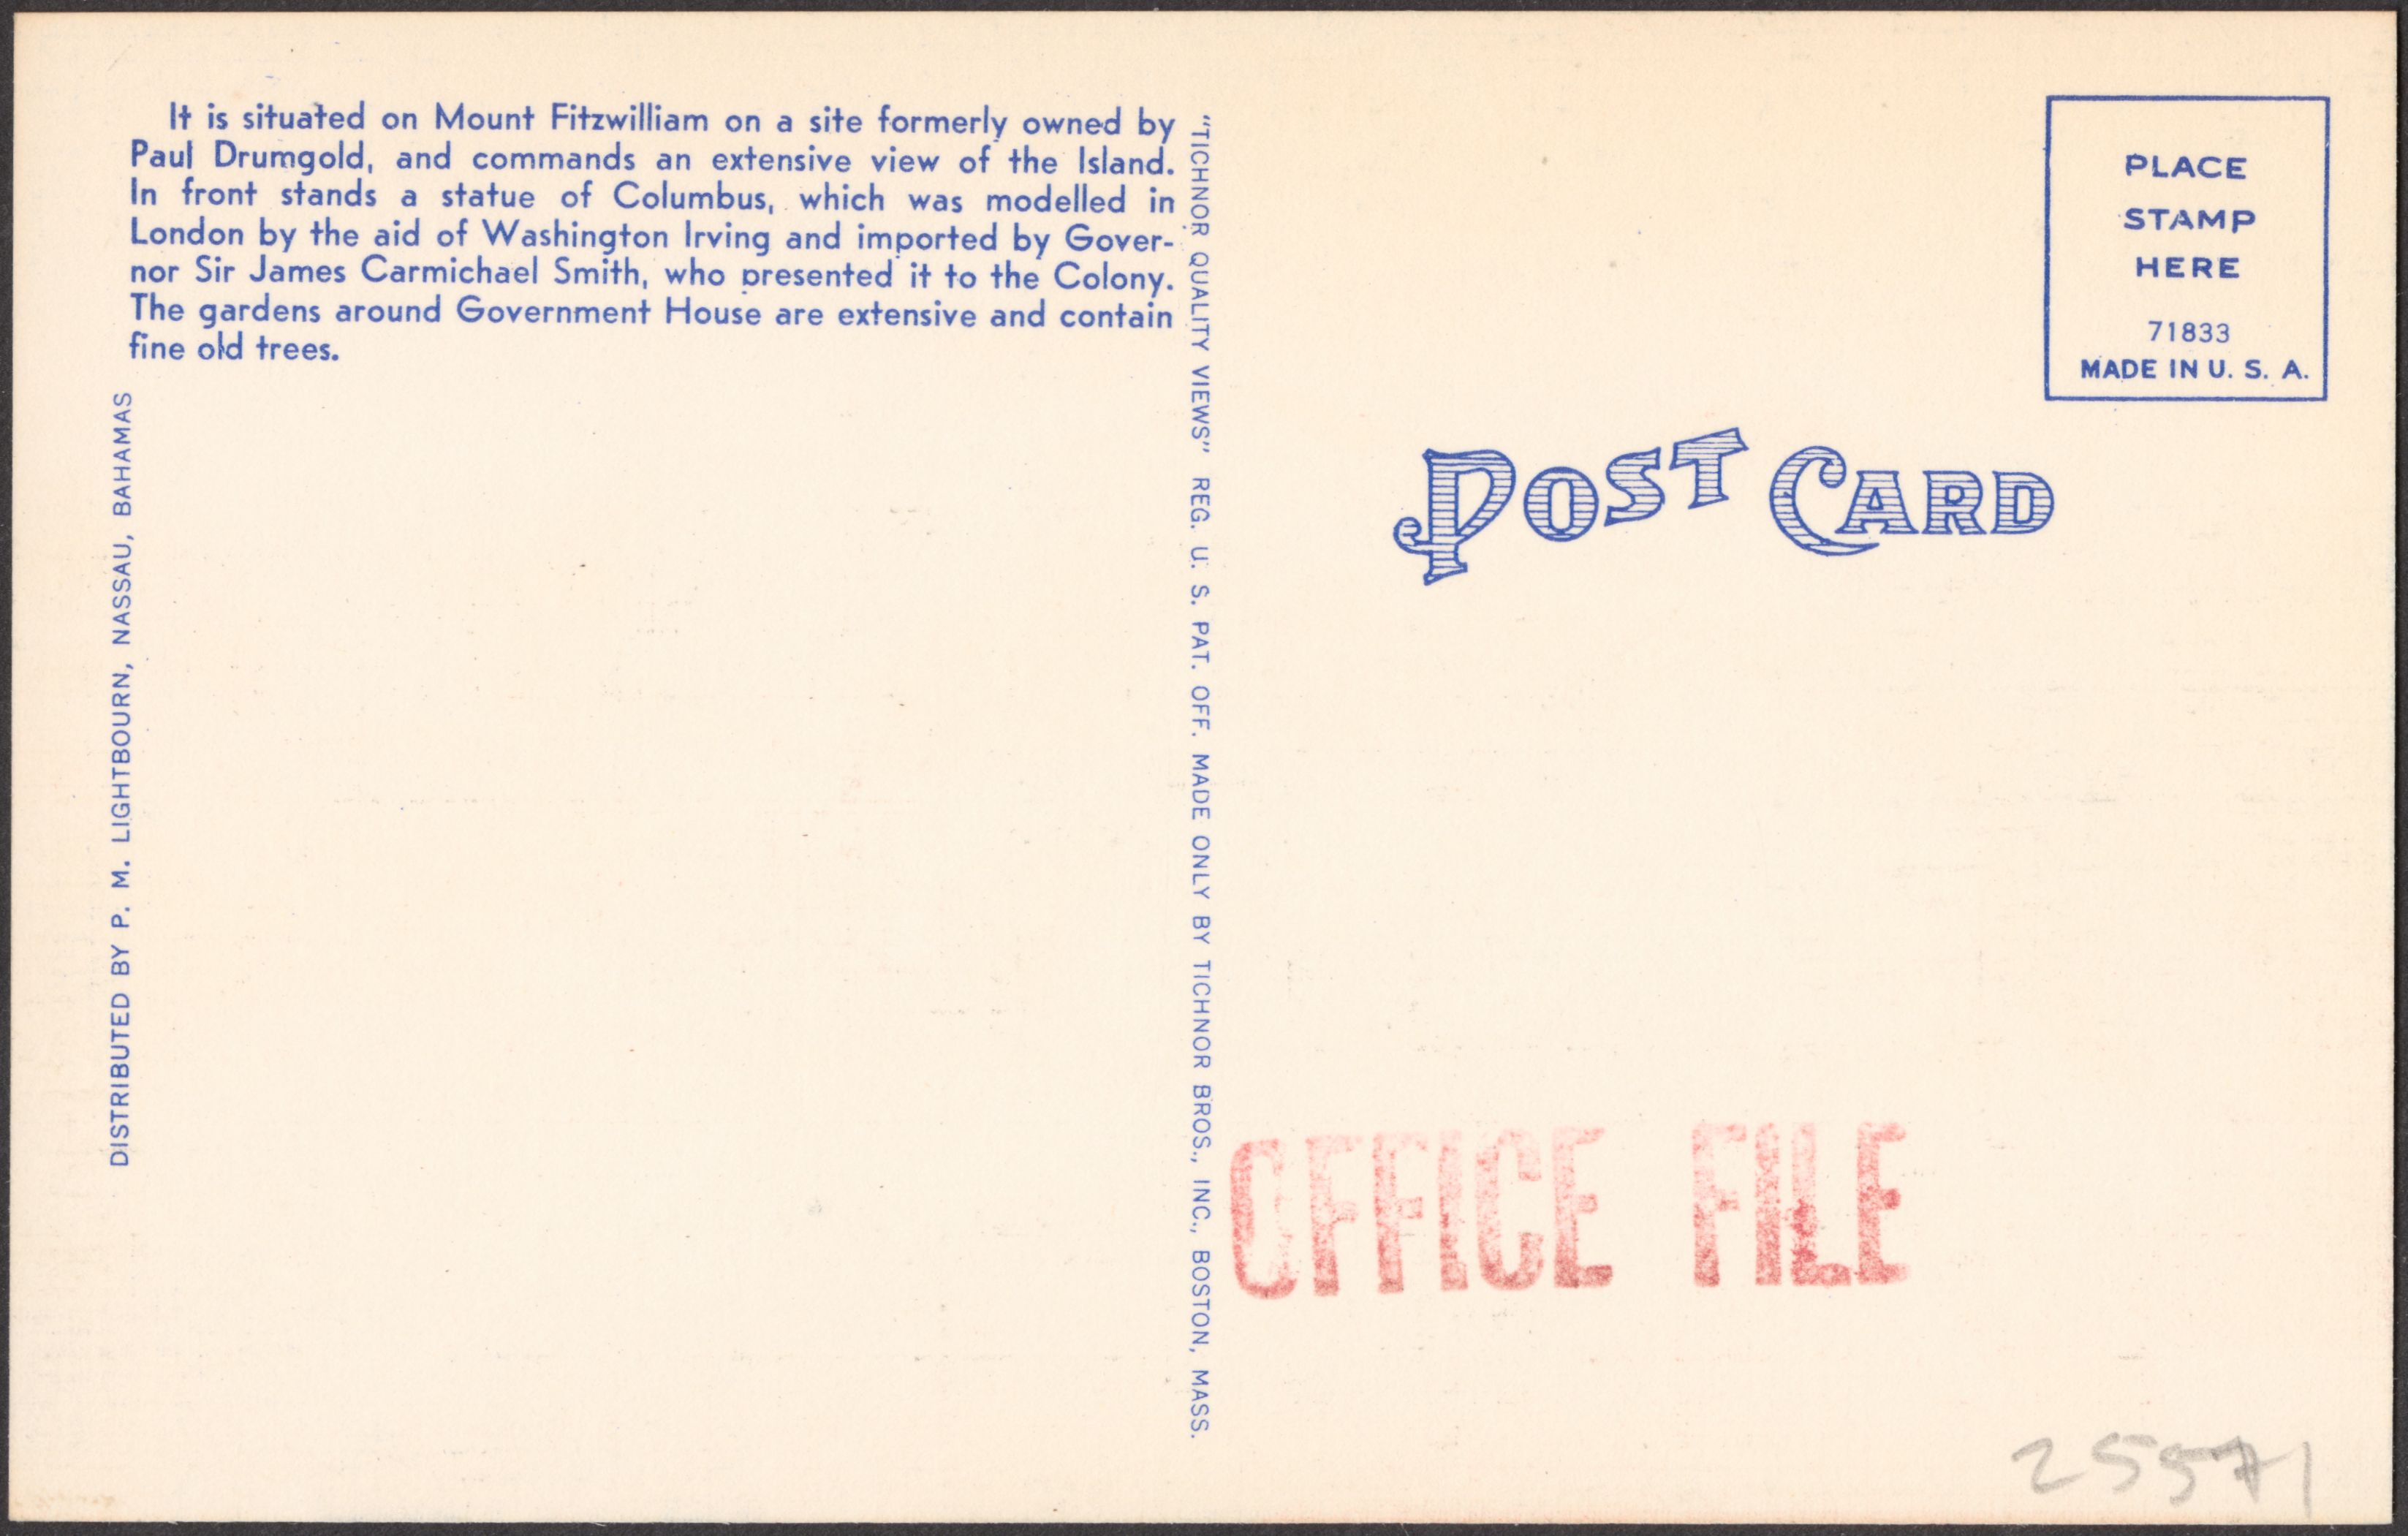 It is situated on Mount Fitzwilliam on a site formerly owned by
Paul Drumgold, and commands an extensive view of the Island.
In front stands a statue of Columbus, which was modelled in
London by the aid of Washington Irving and imported by Gover-
nor Sir James Carmichael Smith, who presented it to the Colony.
The gardens around Government House are extensive and contain
fine old trees.
DISTRIBUTED BY P. M. LIGHTBOURN, NASSAU, BAHAMAS
"TICHNOR QUALITY VIEWS" REG. U. S. PAT. OFF. MADE ONLY BY TICHNOR BROS., INC., BOSTON, MASS.
PLACE
STAMP
HERE
71833
MADE IN U. S. A.
POST CARD
OFFICE FILE
25571